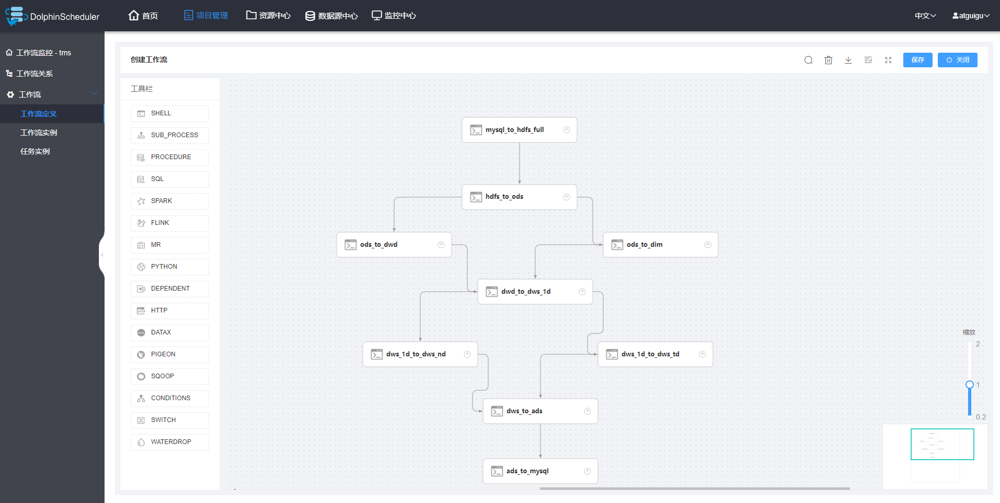 DolphinScheduler
首页
项目管理
资源中心
数据源中心
监控中心
中文
atguigu
工作流监控 - tms
工作流关系
工作流
工作流定义
工作流实例
任务实例
创建工作流
保存
关闭
工具栏
SHELL
SUB_PROCESS
PROCEDURE
SQL
SPARK
FLINK
MR
PYTHON
DEPENDENT
HTTP
DATAX
PIGEON
SQOOP
CONDITIONS
SWITCH
WATERDROP
mysql_to_hdfs_full
hdfs_to_ods
ods_to_dwd
ods_to_dim
dwd_to_dws_1d
dws_1d_to_dws_nd
dws_1d_to_dws_td
dws_to_ads
ads_to_mysql
缩放
2
1
0.2